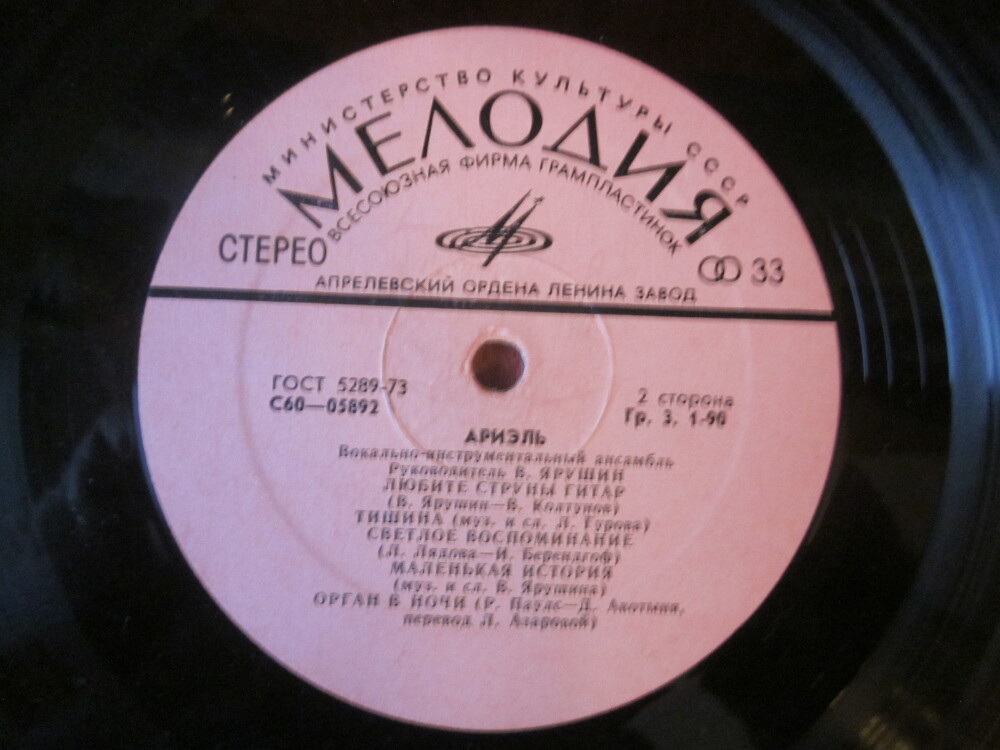 МИНИСТЕРСТВО КУЛЬТУРЫ СССР
МЕЛОДИЯ
ВСЕСОЮЗНАЯ ФИРМА ГРАМПЛАСТИНОК
СТЕРЕО
33
АПРЕЛЕВСКИЙ ОРДЕНА ЛЕНИНА ЗАВОД
ГОСТ 5289-73
С60—05892
2 сторона
Гр. 3. 1-90
АРИЭЛЬ
Вокально-инструментальный ансамбль
Руководитель В. ЯРУШИН
ЛЮБИТЕ СТРУНЫ ГИТАР
(В. Ярушин—В. Колтунов)
ТИШИНА (муз. и сл. Л. Гурова)
СВЕТЛОЕ ВОСПОМИНАНИЕ
(Л. Лядова—И. Берендгоф)
МАЛЕНЬКАЯ ИСТОРИЯ
(муз. и сл. В. Ярушина)
ОРГАН В НОЧИ (Р. Паулс—Д. Авотыня,
перевод Л. Азаровой)